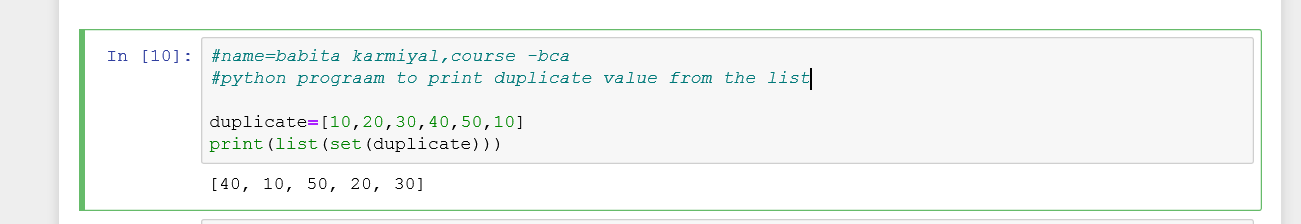 In [10]: #name=babita karmiyal,course -bca
#python prograam to print duplicate value from the list
duplicate=[10,20,30,40,50,10]
print(list(set(duplicate)))
[40, 10, 50, 20, 30]